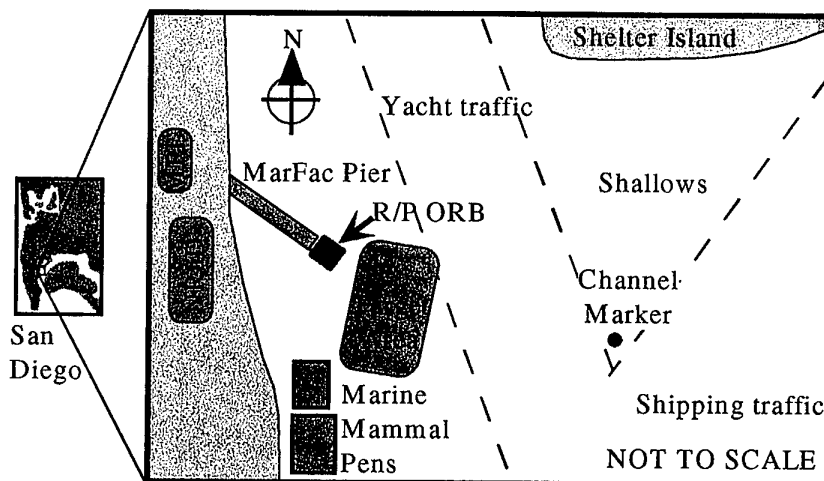 Shelter Island
N
Yacht traffic
MarFac Pier
Shallows
R/P ORB
Channel
Marker
San
Diego
Marine
Mammal
Pens
Shipping traffic
NOT TO SCALE